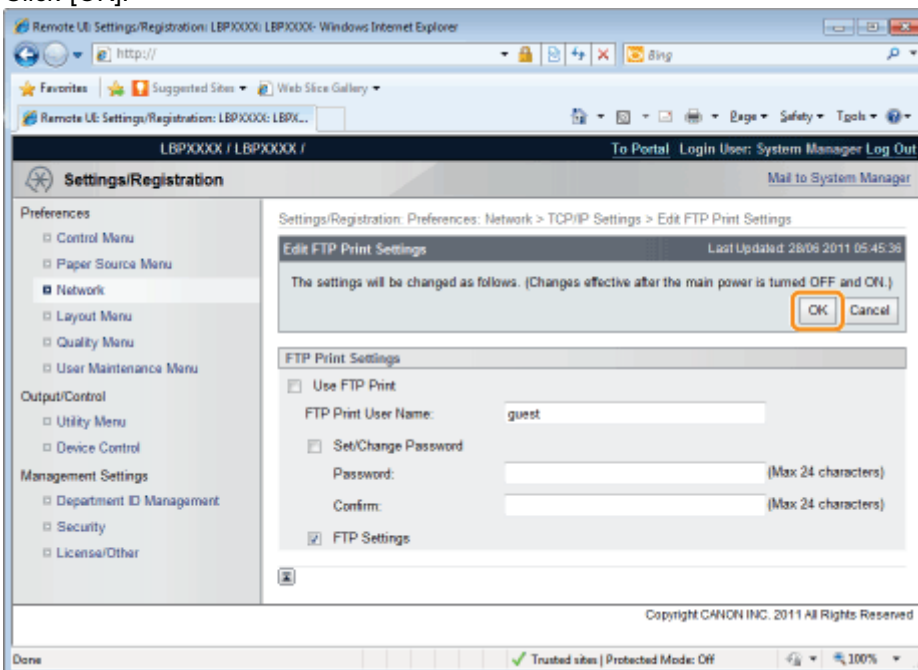 Click [OK].
Remote UI: Settings/Registration: LBPXXXX: LBPXXXX- Windows Internet Explorer
http://
Bing
Favorites Suggested Sites Web Slice Gallery
Remote UI: Settings/Registration: LBPXXXX: LBPX...
Page Safety Tools
LBPXXXX / LBPXXXX /
To Portal Login User: System Manager Log Out
Settings/Registration
Mail to System Manager
Preferences
Control Menu
Paper Source Menu
Network
Layout Menu
Quality Menu
User Maintenance Menu
Output/Control
Utility Menu
Device Control
Management Settings
Department ID Management
Security
License/Other
Settings/Registration: Preferences: Network > TCP/IP Settings > Edit FTP Print Settings
Edit FTP Print Settings Last Updated: 28/06 2011 05:45:36
The settings will be changed as follows. (Changes effective after the main power is turned OFF and ON.)
OK Cancel
FTP Print Settings
Use FTP Print
FTP Print User Name: guest
Set/Change Password
Password: (Max 24 characters)
Confirm: (Max 24 characters)
FTP Settings
Copyright CANON INC. 2011 All Rights Reserved
Done Trusted sites | Protected Mode: Off 100%